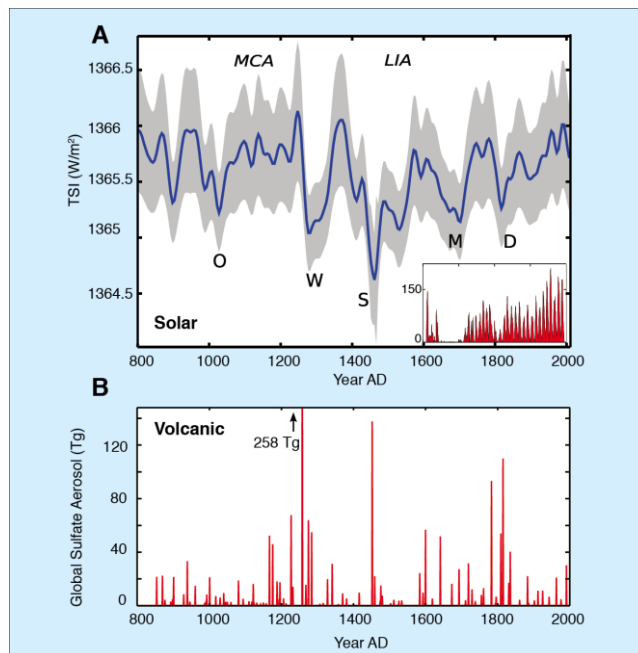 A
MCA
LIA
1366.5
1366
1365.5
1365
1364.5
TSI (W/m²)
O
W
S
M
D
150
0
Solar
800 1000 1200 1400 1600 1800 2000
Year AD
B
Volcanic
258 Tg
120
80
40
0
Global Sulfate Aerosol (Tg)
800 1000 1200 1400 1600 1800 2000
Year AD